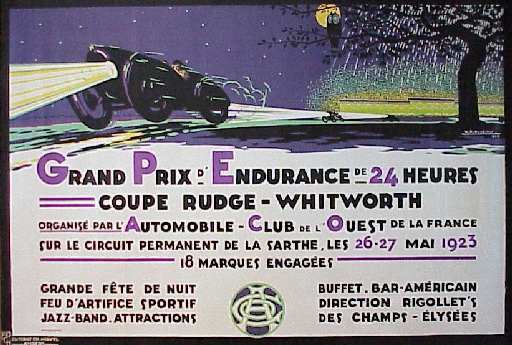 GRAND PRIX D'ENDURANCE DE 24 HEURES
COUPE RUDGE - WHITWORTH
ORGANISÉ PAR L'AUTOMOBILE - CLUB DE L'OUEST DE LA FRANCE
SUR LE CIRCUIT PERMANENT DE LA SARTHE, LES 26-27 MAI 1923
18 MARQUES ENGAGÉES
GRANDE FÊTE DE NUIT
FEU D'ARTIFICE SPORTIF
JAZZ-BAND. ATTRACTIONS
BUFFET. BAR-AMÉRICAIN
DIRECTION RIGOLLET'S
DES CHAMPS - ÉLYSÉES